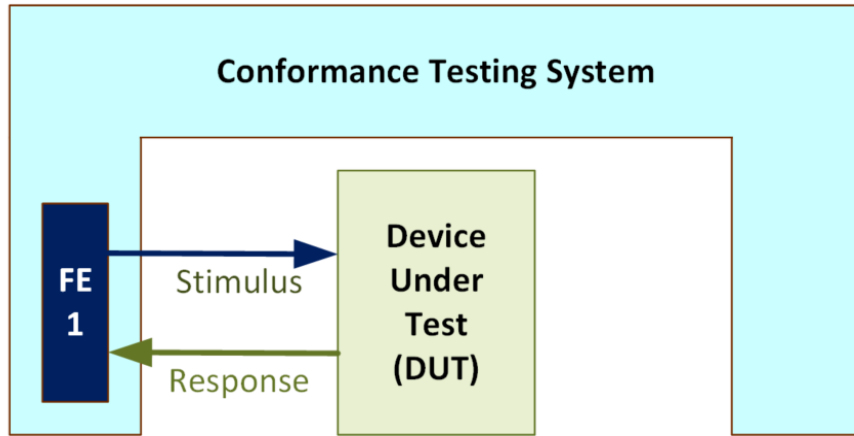 Conformance Testing System
FE
1
Stimulus
Response
Device
Under
Test
(DUT)